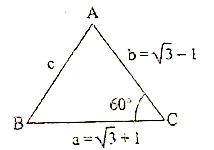 A
c
b = √3 − 1
60°
B
C
a = √3 + 1